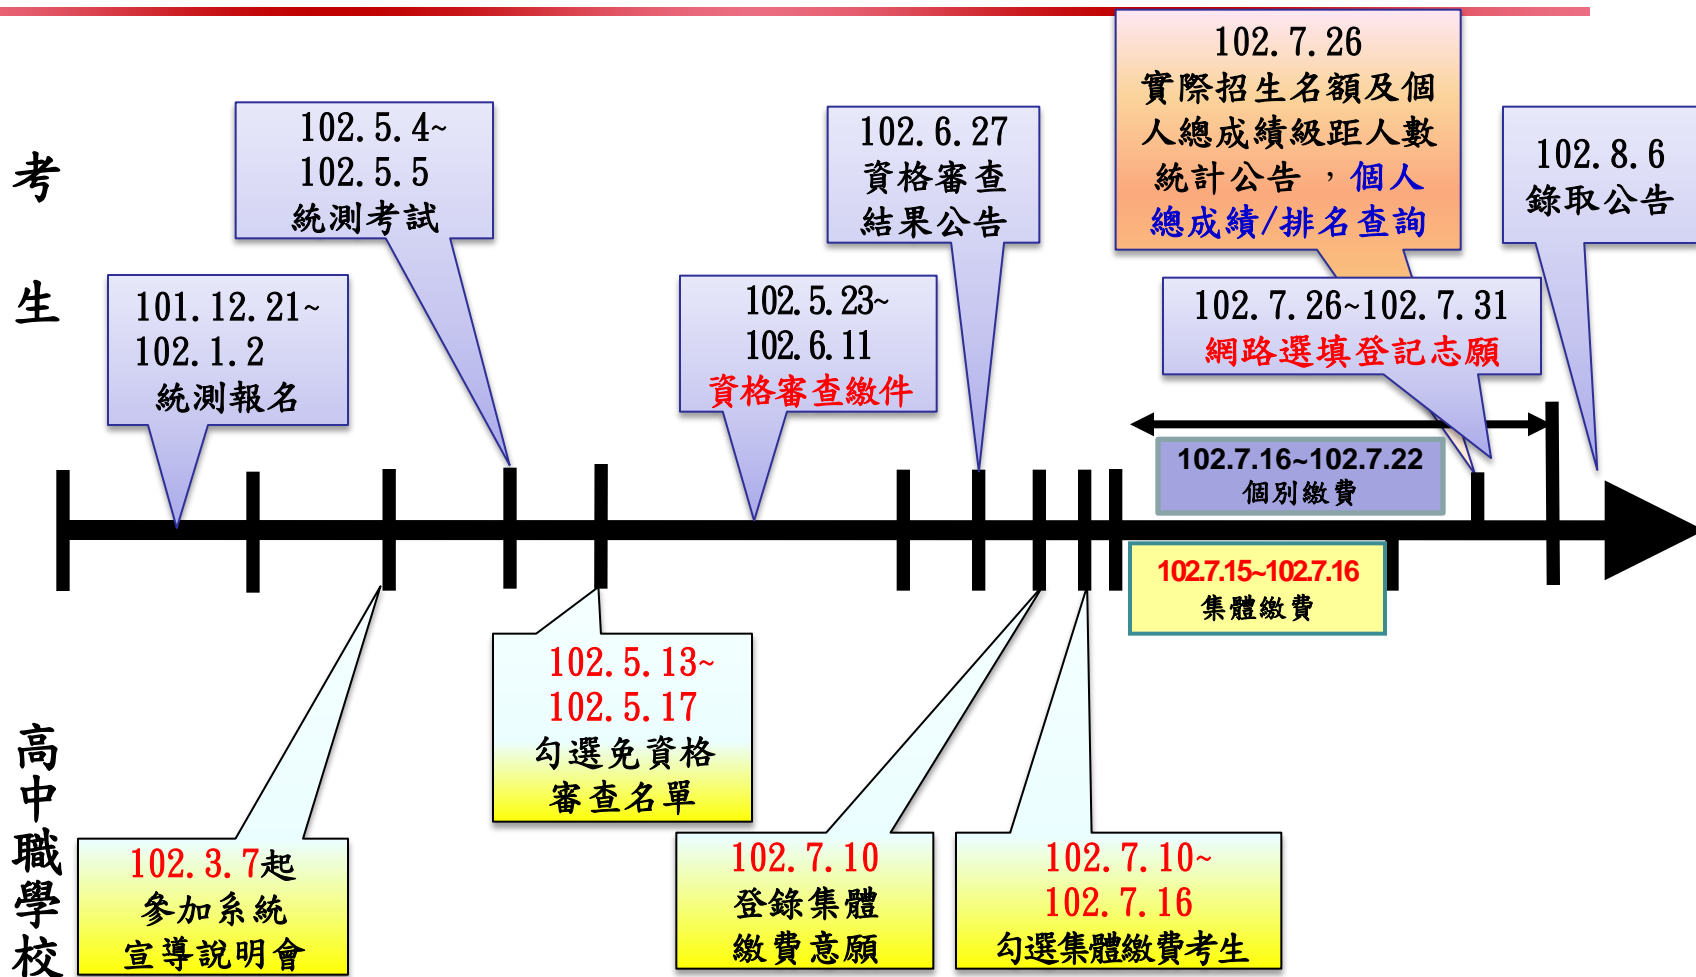 考
生
101.12.21~
102.1.2
統測報名
102.5.4~
102.5.5
統測考試
102.5.23~
102.6.11
資格審查繳件
102.6.27
資格審查
結果公告
102.7.26
實際招生名額及個
人總成績級距人數
統計公告，個人
總成績/排名查詢
102.7.26~102.7.31
網路選填登記志願
102.8.6
錄取公告
102.7.16~102.7.22
個別繳費
102.7.15~102.7.16
集體繳費
高
中
職
學
校
102.3.7起
參加系統
宣導說明會
102.5.13~
102.5.17
勾選免資格
審查名單
102.7.10
登錄集體
繳費意願
102.7.10~
102.7.16
勾選集體繳費考生